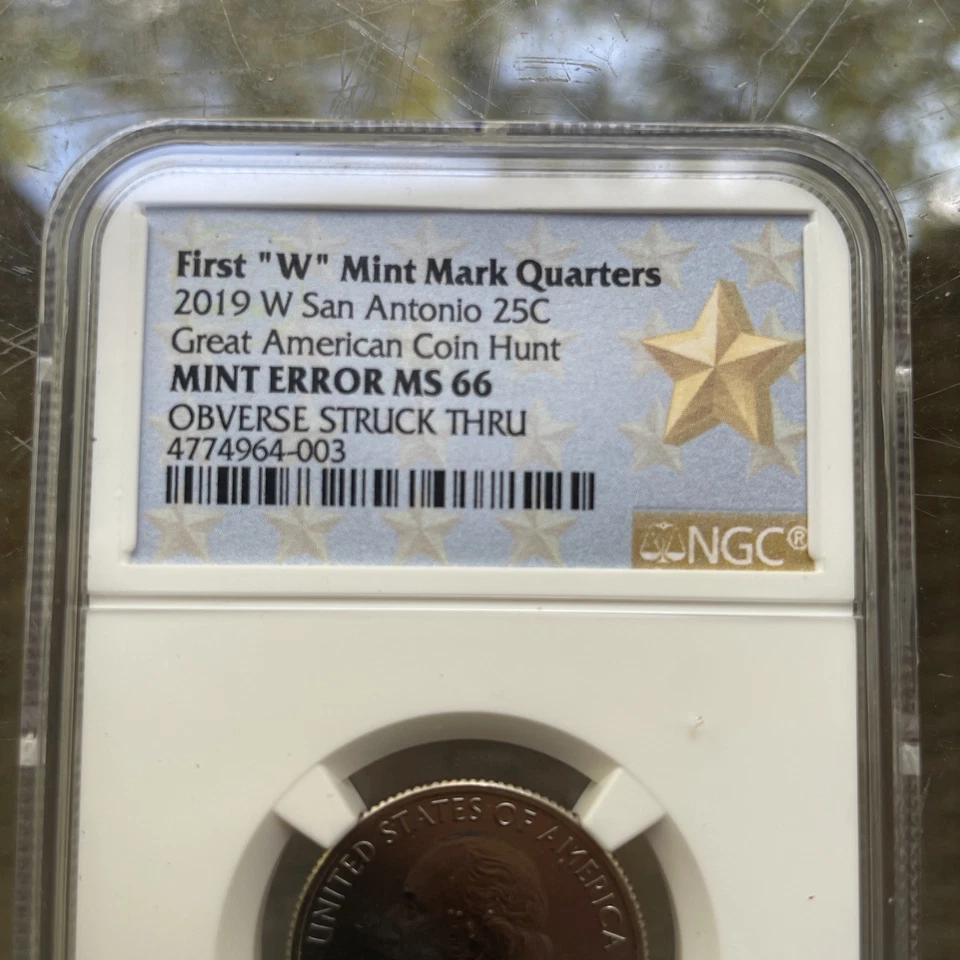 First "W" Mint Mark Quarters
2019 W San Antonio 25C
Great American Coin Hunt
MINT ERROR MS 66
OBVERSE STRUCK THRU
4774964-003
NGC®
UNITED STATES OF AMERICA